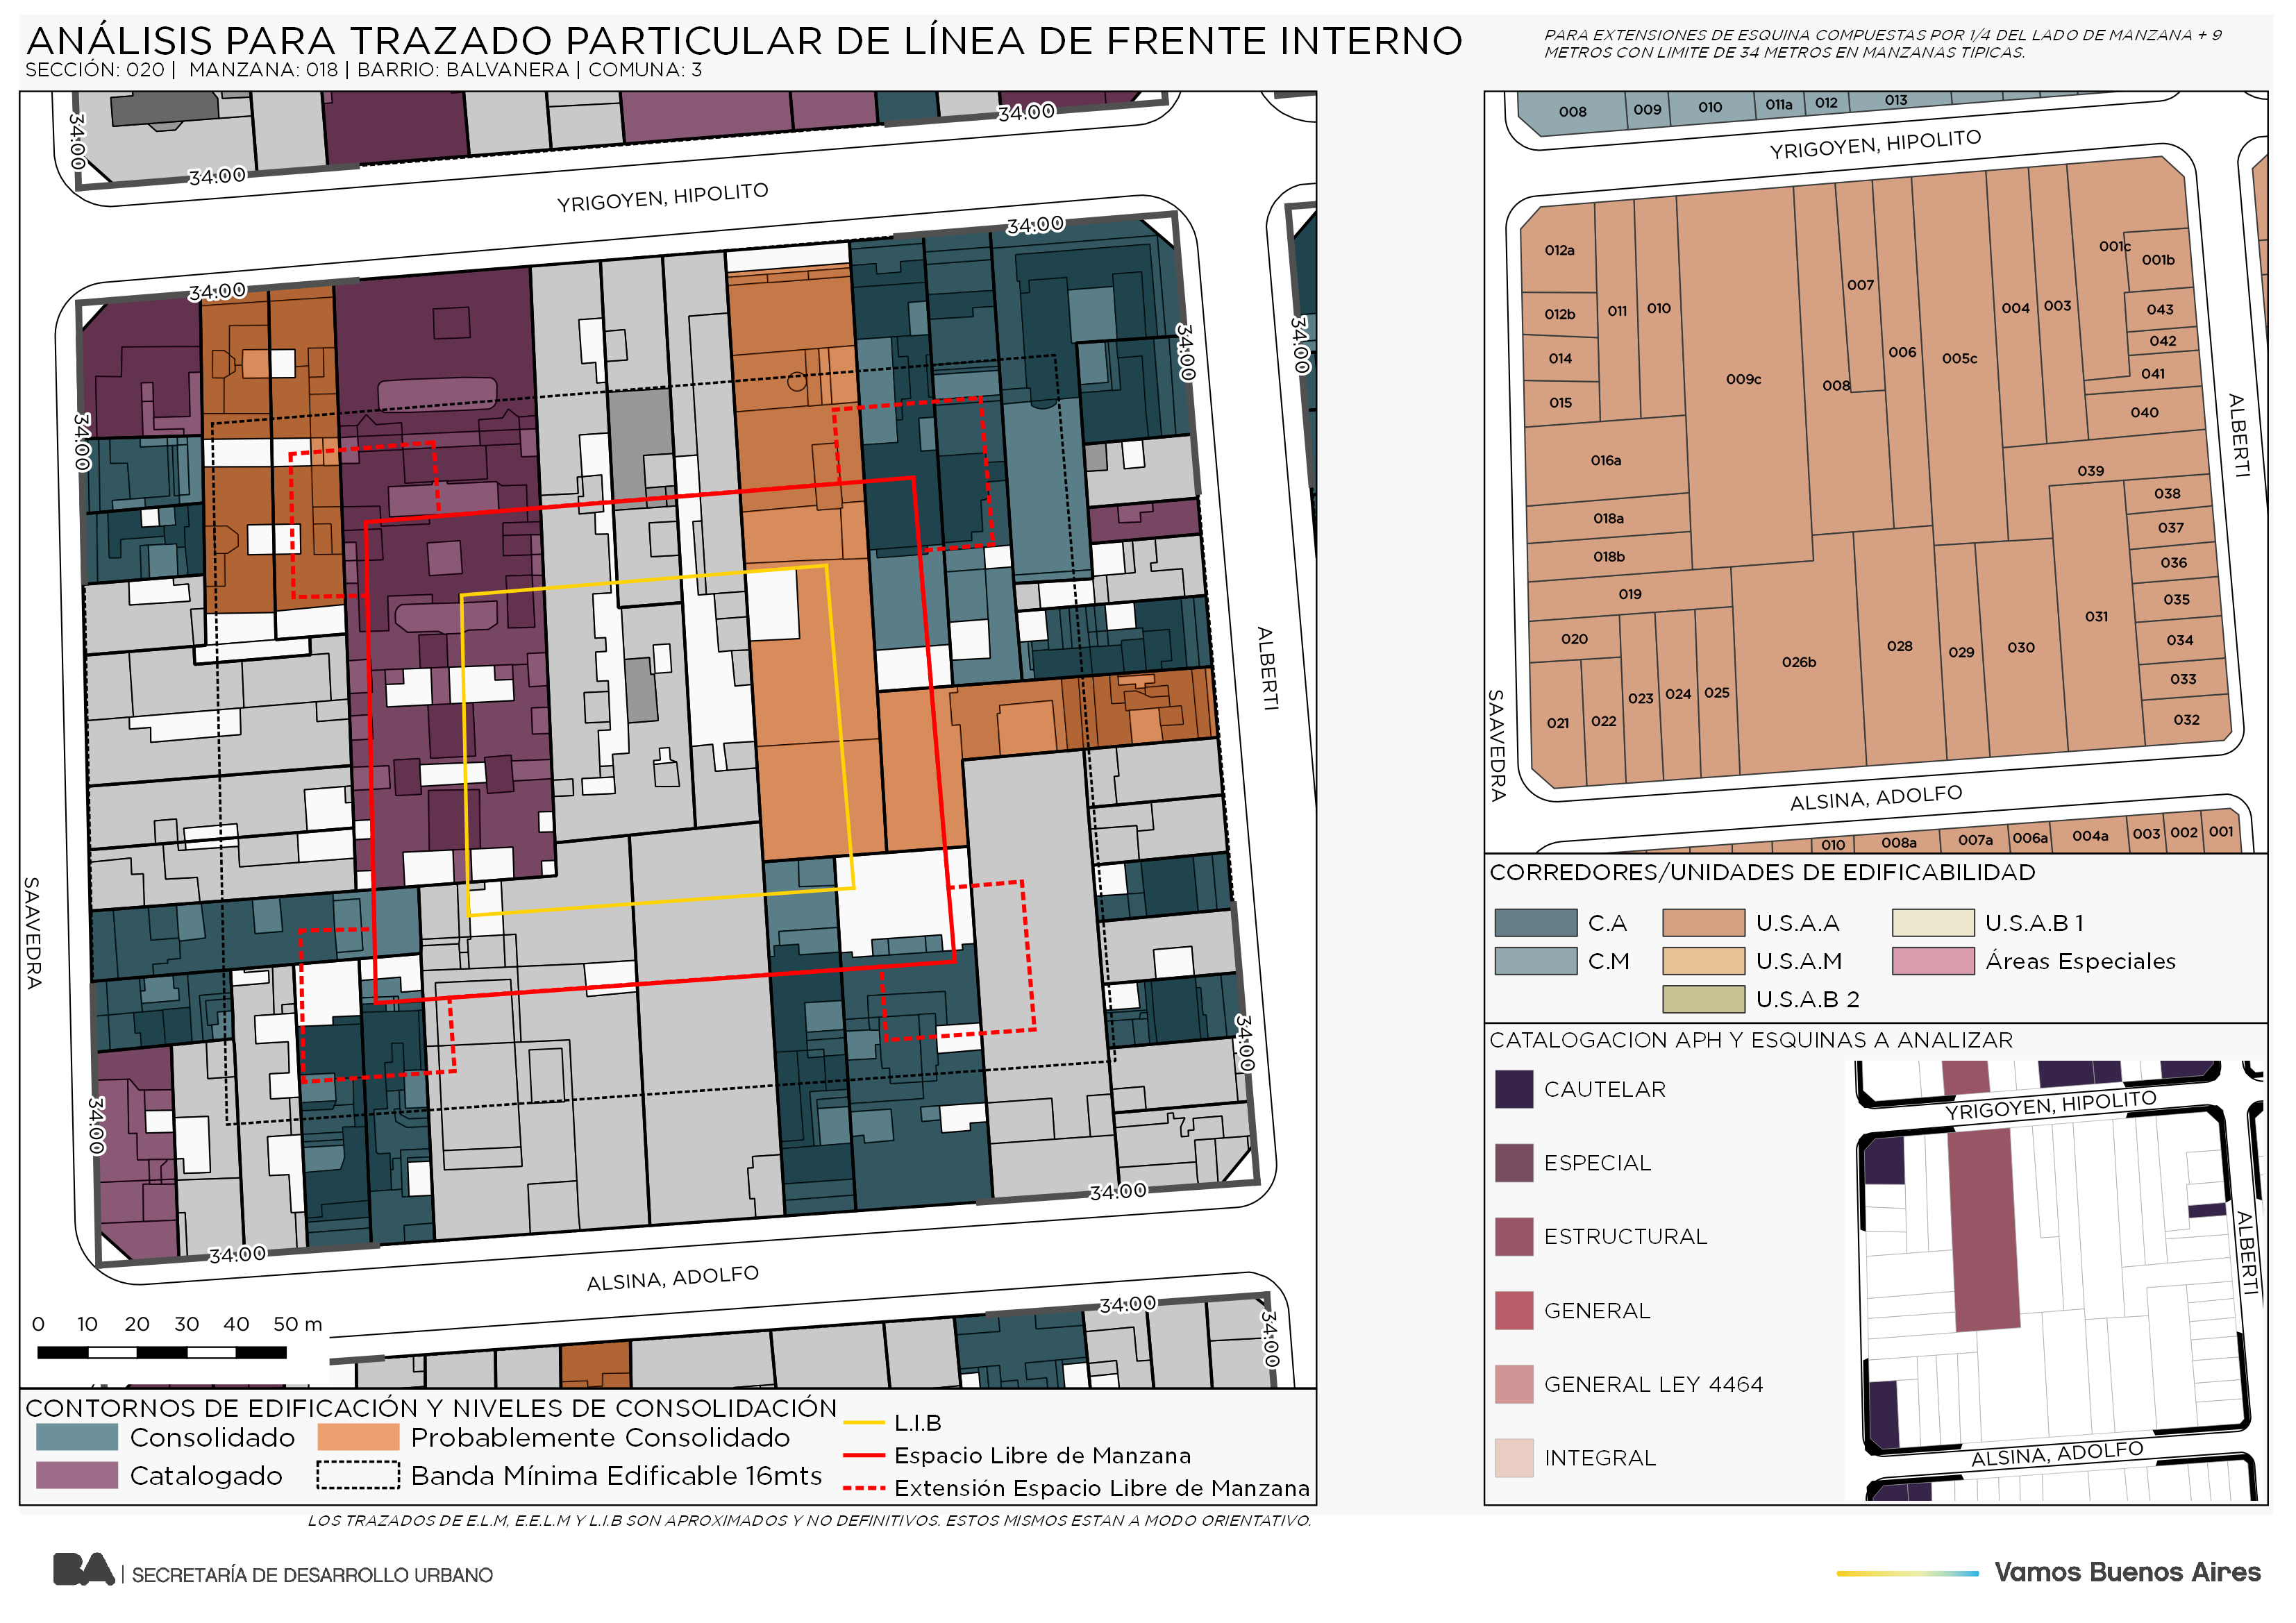 ANÁLISIS PARA TRAZADO PARTICULAR DE LÍNEA DE FRENTE INTERNO
SECCIÓN: 020 | MANZANA: 018 | BARRIO: BALVANERA | COMUNA: 3
PARA EXTENSIONES DE ESQUINA COMPUESTAS POR 1/4 DEL LADO DE MANZANA + 9
METROS CON LIMITE DE 34 METROS EN MANZANAS TIPICAS.
34.00
34.00
34.00
YRIGOYEN, HIPOLITO
34.00
34.00
34.00
34.00
34.00
ALBERTI
SAAVEDRA
34.00
34.00
34.00
34.00
ALSINA, ADOLFO
34.00
34.00
0 10 20 30 40 50 m
CONTORNOS DE EDIFICACIÓN Y NIVELES DE CONSOLIDACIÓN
Consolidado
Probablemente Consolidado
Catalogado
Banda Mínima Edificable 16mts
L.I.B
Espacio Libre de Manzana
Extensión Espacio Libre de Manzana
LOS TRAZADOS DE E.L.M, E.E.L.M Y L.I.B SON APROXIMADOS Y NO DEFINITIVOS. ESTOS MISMOS ESTAN A MODO ORIENTATIVO.
008 009 010 011a 012 013
YRIGOYEN, HIPOLITO
012a
001c
001b
012b
011
010
007
004
003
043
042
014
009c
008
006
005c
041
015
040
016a
039
018a
038
018b
037
036
019
035
020
031
034
026b
028
029
030
033
021
022
023
024
025
032
SAAVEDRA
ALBERTI
ALSINA, ADOLFO
010 008a 007a 006a 004a 003 002 001
CORREDORES/UNIDADES DE EDIFICABILIDAD
C.A
U.S.A.A
U.S.A.B 1
C.M
U.S.A.M
Áreas Especiales
U.S.A.B 2
CATALOGACION APH Y ESQUINAS A ANALIZAR
CAUTELAR
ESPECIAL
ESTRUCTURAL
GENERAL
GENERAL LEY 4464
INTEGRAL
YRIGOYEN, HIPOLITO
ALBERTI
ALSINA, ADOLFO
BA | SECRETARÍA DE DESARROLLO URBANO
Vamos Buenos Aires